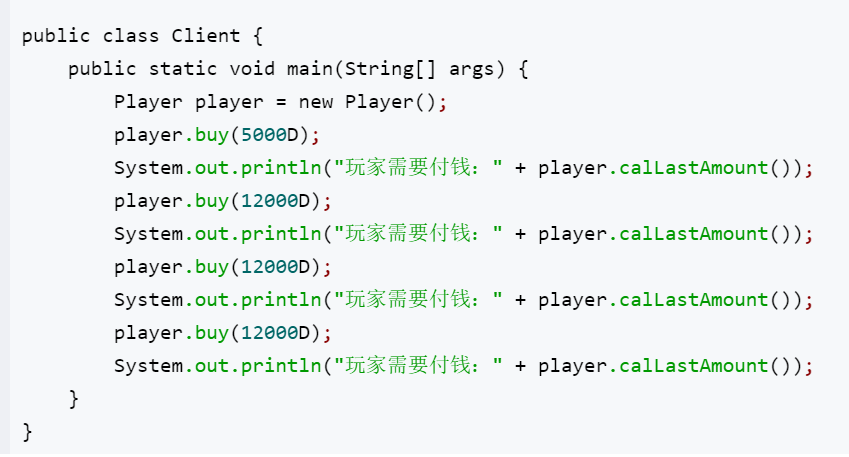 public class Client {
    public static void main(String[] args) {
        Player player = new Player();
        player.buy(5000D);
        System.out.println("玩家需要付钱：" + player.calLastAmount());
        player.buy(12000D);
        System.out.println("玩家需要付钱：" + player.calLastAmount());
        player.buy(12000D);
        System.out.println("玩家需要付钱：" + player.calLastAmount());
        player.buy(12000D);
        System.out.println("玩家需要付钱：" + player.calLastAmount());
    }
}